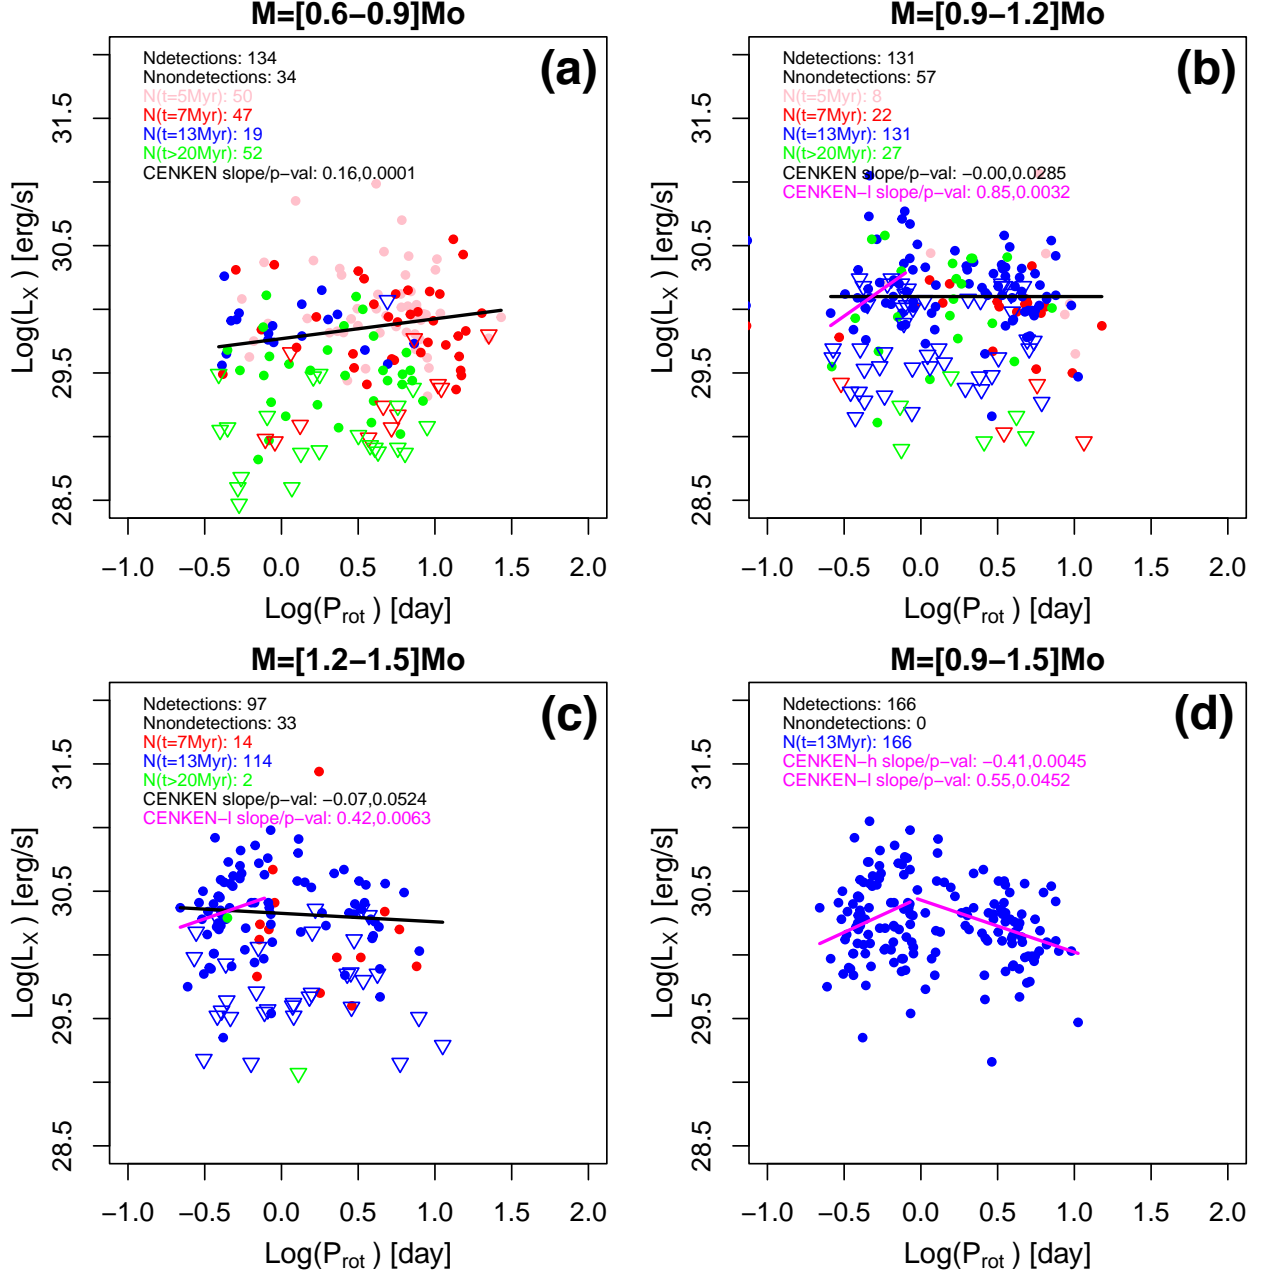 M=[0.6−0.9]Mo
(a)
Ndetections: 134
Nnondetections: 34
N(t=5Myr): 50
N(t=7Myr): 47
N(t=13Myr): 19
N(t>20Myr): 52
CENKEN slope/p−val: 0.16,0.0001
Log(LX ) [erg/s]
31.5
30.5
29.5
28.5
−1.0 −0.5 0.0 0.5 1.0 1.5 2.0
Log(Prot ) [day]
M=[0.9−1.2]Mo
(b)
Ndetections: 131
Nnondetections: 57
N(t=5Myr): 8
N(t=7Myr): 22
N(t=13Myr): 131
N(t>20Myr): 27
CENKEN slope/p−val: −0.00,0.0285
CENKEN−l slope/p−val: 0.85,0.0032
Log(LX ) [erg/s]
31.5
30.5
29.5
28.5
−1.0 −0.5 0.0 0.5 1.0 1.5 2.0
Log(Prot ) [day]
M=[1.2−1.5]Mo
(c)
Ndetections: 97
Nnondetections: 33
N(t=7Myr): 14
N(t=13Myr): 114
N(t>20Myr): 2
CENKEN slope/p−val: −0.07,0.0524
CENKEN−l slope/p−val: 0.42,0.0063
Log(LX ) [erg/s]
31.5
30.5
29.5
28.5
−1.0 −0.5 0.0 0.5 1.0 1.5 2.0
Log(Prot ) [day]
M=[0.9−1.5]Mo
(d)
Ndetections: 166
Nnondetections: 0
N(t=13Myr): 166
CENKEN−h slope/p−val: −0.41,0.0045
CENKEN−l slope/p−val: 0.55,0.0452
Log(LX ) [erg/s]
31.5
30.5
29.5
28.5
−1.0 −0.5 0.0 0.5 1.0 1.5 2.0
Log(Prot ) [day]